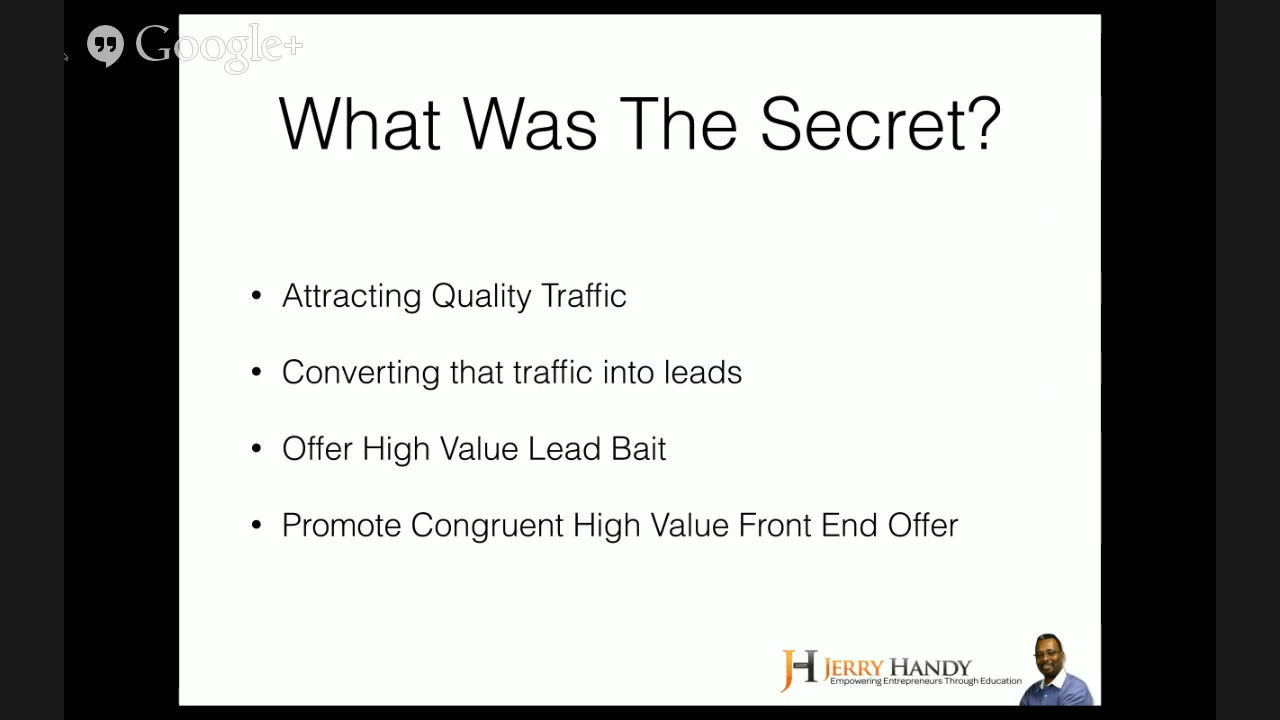 Google+
What Was The Secret?
• Attracting Quality Traffic
• Converting that traffic into leads
• Offer High Value Lead Bait
• Promote Congruent High Value Front End Offer
JH JERRY HANDY
Empowering Entrepreneurs Through Education